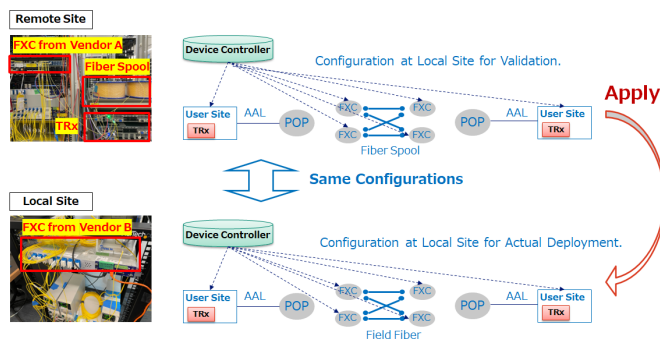 Remote Site
FXC from Vendor A
Fiber Spool
TRx
Device Controller
Configuration at Local Site for Validation.
User Site
TRx
AAL
POP
FXC
FXC
FXC
FXC
Fiber Spool
POP
AAL
User Site
TRx
Apply
Same Configurations
Local Site
FXC from Vendor B
Device Controller
Configuration at Local Site for Actual Deployment.
User Site
TRx
AAL
POP
FXC
FXC
FXC
FXC
Field Fiber
POP
AAL
User Site
TRx